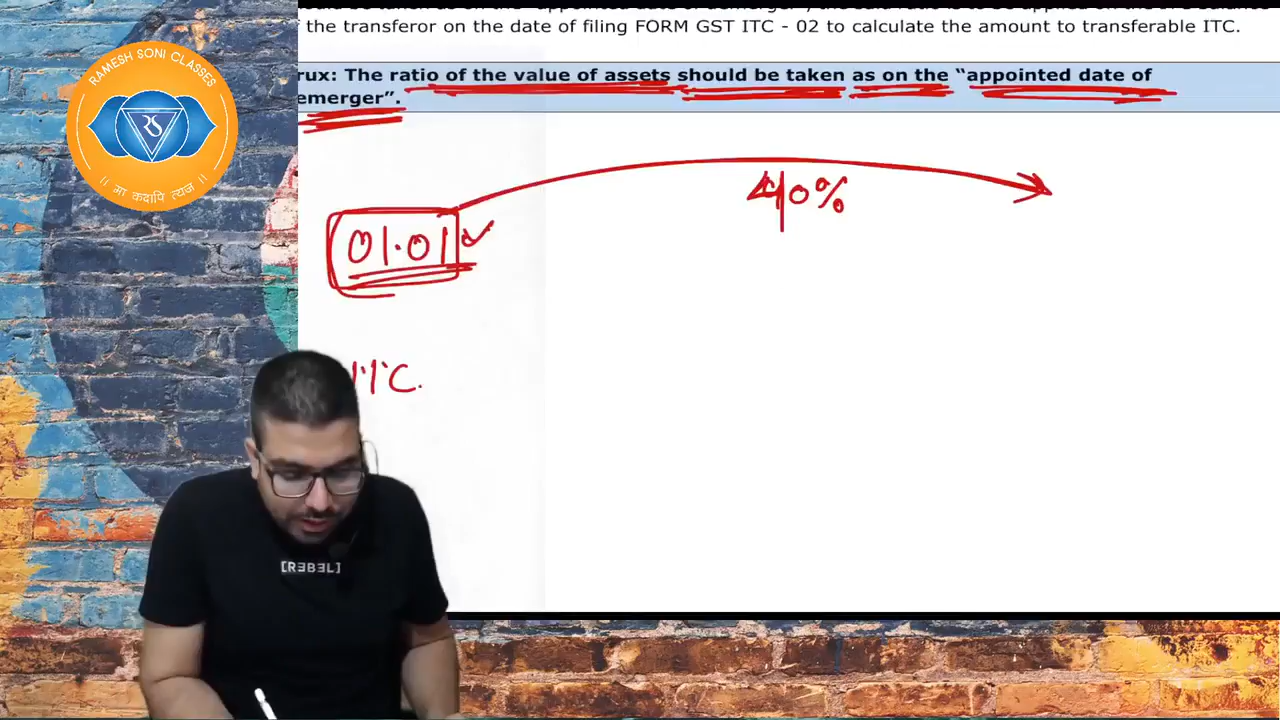 RAMESH SONI CLASSES
।। मा कदापि त्यज ।।
the transferor on the date of filing FORM GST ITC - 02 to calculate the amount to transferable ITC.
rux: The ratio of the value of assets should be taken as on the “appointed date of
emerger”.
40%
01.01
ITC.
[REBEL]